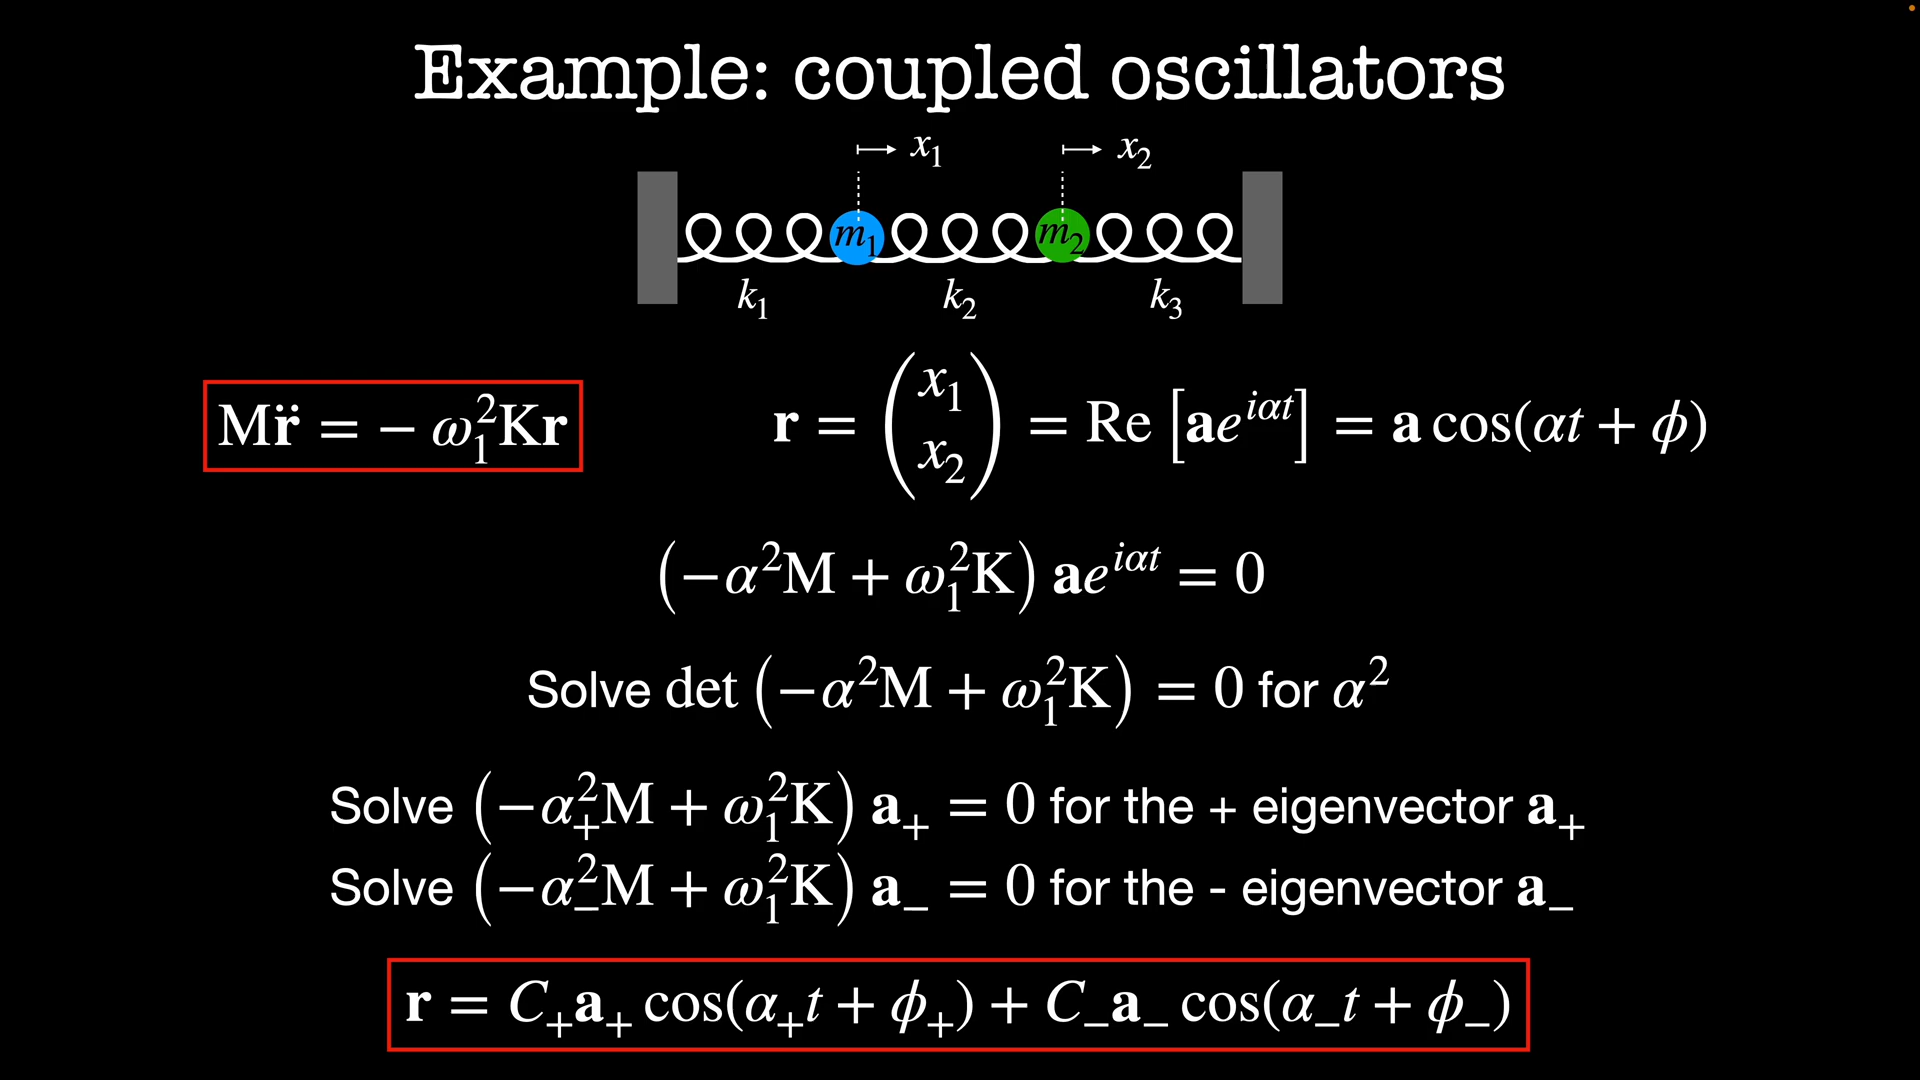 Example: coupled oscillators
x₁ x₂
m₁ m₂
k₁ k₂ k₃
Mr̈ = − ω₁²Kr
r = (x₁ x₂) = Re [ae^{iαt}] = a cos(αt + ϕ)
(−α²M + ω₁²K) ae^{iαt} = 0
Solve det (−α²M + ω₁²K) = 0 for α²
Solve (−α₊²M + ω₁²K) a₊ = 0 for the + eigenvector a₊
Solve (−α₋²M + ω₁²K) a₋ = 0 for the - eigenvector a₋
r = C₊a₊ cos(α₊t + ϕ₊) + C₋a₋ cos(α₋t + ϕ₋)